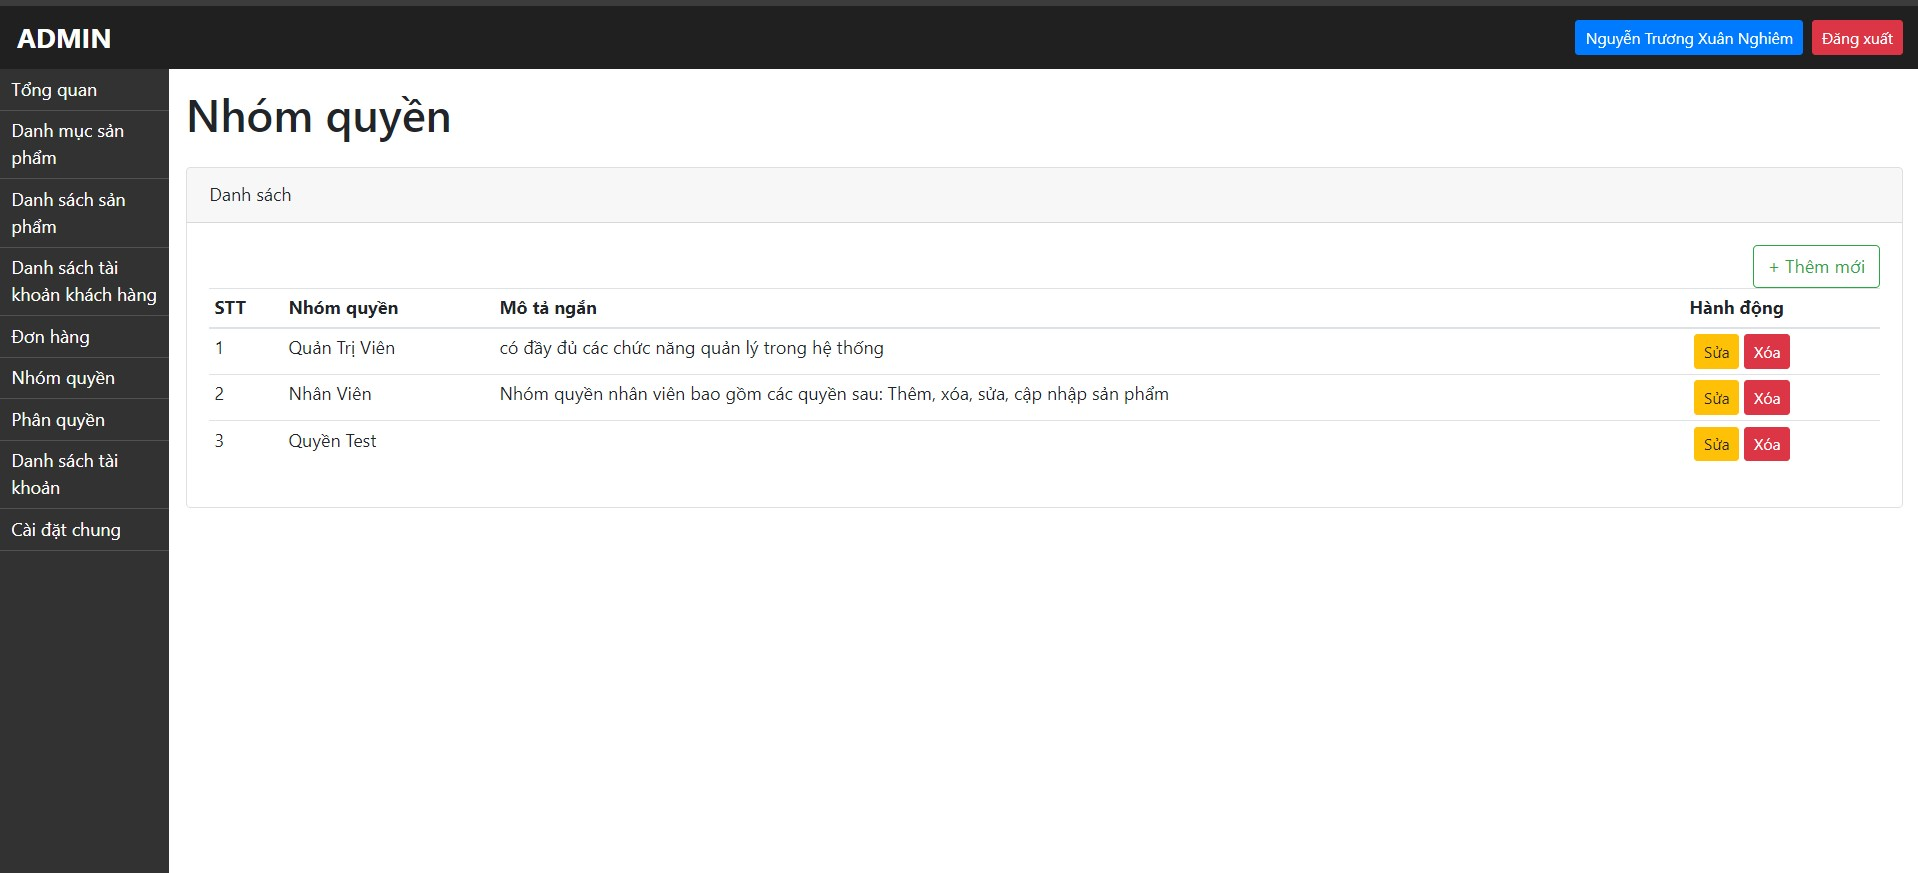 ADMIN
Nguyễn Trương Xuân Nghiêm
Đăng xuất
Tổng quan
Danh mục sản
phẩm
Danh sách sản
phẩm
Danh sách tài
khoản khách hàng
Đơn hàng
Nhóm quyền
Phân quyền
Danh sách tài
khoản
Cài đặt chung
Nhóm quyền
Danh sách
+ Thêm mới
STT Nhóm quyền Mô tả ngắn Hành động
1 Quản Trị Viên có đầy đủ các chức năng quản lý trong hệ thống Sửa Xóa
2 Nhân Viên Nhóm quyền nhân viên bao gồm các quyền sau: Thêm, xóa, sửa, cập nhập sản phẩm Sửa Xóa
3 Quyền Test Sửa Xóa